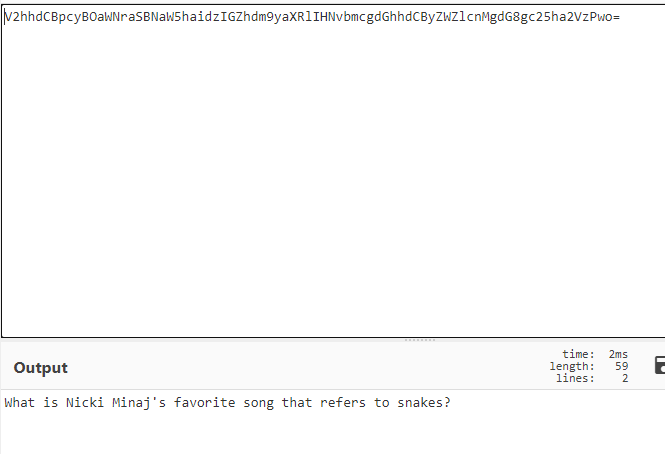 V2hhdCBpcyBOaWNraSBNaW5haidzIGZhdm9yaXRlIHNvbmcgdGhhdCByZWZlcnMgdG8gc25ha2VzPwo=
time: 2ms
Output
length: 59
lines: 2
What is Nicki Minaj's favorite song that refers to snakes?